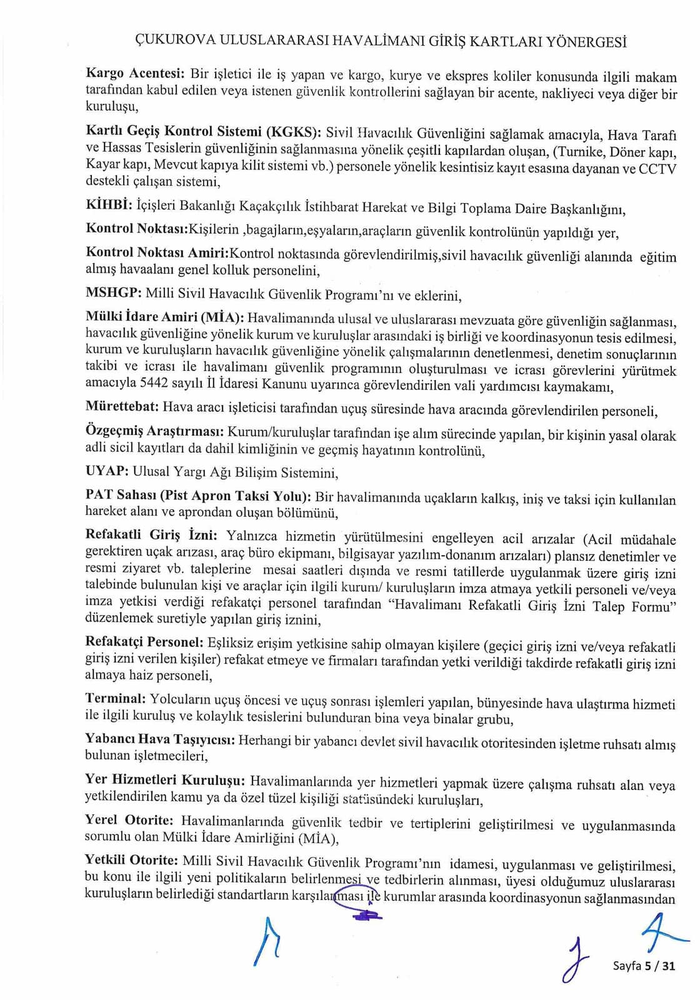 ÇUKUROVA ULUSLARARASI HAVALİMANI GİRİŞ KARTLARI YÖNERGESİ
Kargo Acentesi: Bir işletici ile iş yapan ve kargo, kurye ve ekspres koliler konusunda ilgili makam
tarafından kabul edilen veya istenen güvenlik kontrollerini sağlayan bir acente, nakliyeci veya diğer bir
kuruluşu,
Kartlı Geçiş Kontrol Sistemi (KGKS): Sivil Havacılık Güvenliğini sağlamak amacıyla, Hava Tarafı
ve Hassas Tesislerin güvenliğinin sağlanmasına yönelik çeşitli kapılardan oluşan, (Turnike, Döner kapı,
Kayar kapı, Mevcut kapıya kilit sistemi vb.) personele yönelik kesintisiz kayıt esasına dayanan ve CCTV
destekli çalışan sistemi,
KİHBİ: İçişleri Bakanlığı Kaçakçılık İstihbarat Harekat ve Bilgi Toplama Daire Başkanlığını,
Kontrol Noktası:Kişilerin ,bagajların,eşyaların,araçların güvenlik kontrolünün yapıldığı yer,
Kontrol Noktası Amiri:Kontrol noktasında görevlendirilmiş,sivil havacılık güvenliği alanında eğitim
almış havaalanı genel kolluk personelini,
MSHGP: Milli Sivil Havacılık Güvenlik Programı’nı ve eklerini,
Mülki İdare Amiri (MİA): Havalimanında ulusal ve uluslararası mevzuata göre güvenliğin sağlanması,
havacılık güvenliğine yönelik kurum ve kuruluşlar arasındaki iş birliği ve koordinasyonun tesis edilmesi,
kurum ve kuruluşların havacılık güvenliğine yönelik çalışmalarının denetlenmesi, denetim sonuçlarının
takibi ve icrası ile havalimanı güvenlik programının oluşturulması ve icrası görevlerini yürütmek
amacıyla 5442 sayılı İl İdaresi Kanunu uyarınca görevlendirilen vali yardımcısı kaymakamı,
Mürettebat: Hava aracı işleticisi tarafından uçuş süresinde hava aracında görevlendirilen personeli,
Özgeçmiş Araştırması: Kurum/kuruluşlar tarafından işe alım sürecinde yapılan, bir kişinin yasal olarak
adli sicil kayıtları da dahil kimliğinin ve geçmiş hayatının kontrolünü,
UYAP: Ulusal Yargı Ağı Bilişim Sistemini,
PAT Sahası (Pist Apron Taksi Yolu): Bir havalimanında uçakların kalkış, iniş ve taksi için kullanılan
hareket alanı ve aprondan oluşan bölümünü,
Refakatli Giriş İzni: Yalnızca hizmetin yürütülmesini engelleyen acil arızalar (Acil müdahale
gerektiren uçak arızası, araç büro ekipmanı, bilgisayar yazılım-donanım arızaları) plansız denetimler ve
resmi ziyaret vb. taleplerine mesai saatleri dışında ve resmi tatillerde uygulanmak üzere giriş izni
talebinde bulunulan kişi ve araçlar için ilgili kurum/ kuruluşların imza atmaya yetkili personeli ve/veya
imza yetkisi verdiği refakatçi personel tarafından “Havalimanı Refakatli Giriş İzni Talep Formu”
düzenlemek suretiyle yapılan giriş iznini,
Refakatçi Personel: Eşliksiz erişim yetkisine sahip olmayan kişilere (geçici giriş izni ve/veya refakatli
giriş izni verilen kişiler) refakat etmeye ve firmaları tarafından yetki verildiği takdirde refakatli giriş izni
almaya haiz personeli,
Terminal: Yolcuların uçuş öncesi ve uçuş sonrası işlemleri yapılan, bünyesinde hava ulaştırma hizmeti
ile ilgili kuruluş ve kolaylık tesislerini bulunduran bina veya binalar grubu,
Yabancı Hava Taşıyıcısı: Herhangi bir yabancı devlet sivil havacılık otoritesinden işletme ruhsatı almış
bulunan işletmecileri,
Yer Hizmetleri Kuruluşu: Havalimanlarında yer hizmetleri yapmak üzere çalışma ruhsatı alan veya
yetkilendirilen kamu ya da özel tüzel kişiliği statüsündeki kuruluşları,
Yerel Otorite: Havalimanlarında güvenlik tedbir ve tertiplerini geliştirilmesi ve uygulanmasında
sorumlu olan Mülki İdare Amirliğini (MİA),
Yetkili Otorite: Milli Sivil Havacılık Güvenlik Programı’nın idamesi, uygulanması ve geliştirilmesi,
bu konu ile ilgili yeni politikaların belirlenmesi ve tedbirlerin alınması, üyesi olduğumuz uluslararası
kuruluşların belirlediği standartların karşılanması ile kurumlar arasında koordinasyonun sağlanmasından
Sayfa 5 / 31